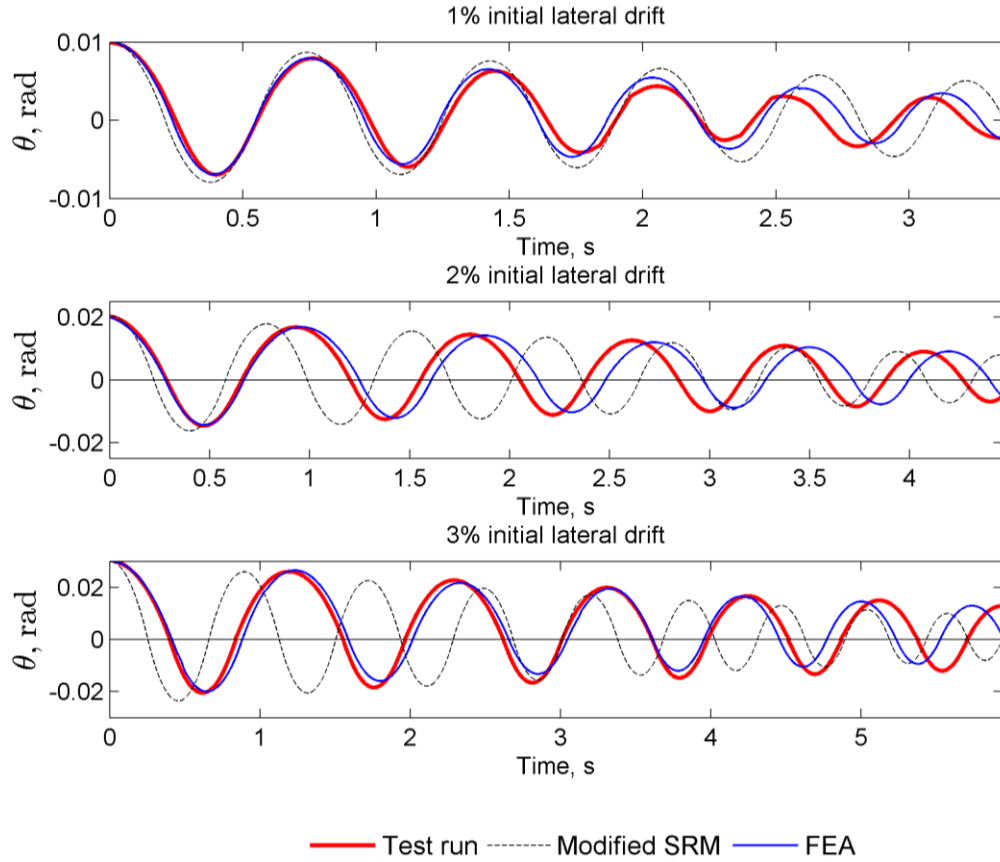 1% initial lateral drift
0.01
0
-0.01
θ, rad
0 0.5 1 1.5 2 2.5 3
Time, s
2% initial lateral drift
0.02
0
-0.02
θ, rad
0 0.5 1 1.5 2 2.5 3 3.5 4
Time, s
3% initial lateral drift
0.02
0
-0.02
θ, rad
0 1 2 3 4 5
Time, s
Test run Modified SRM FEA